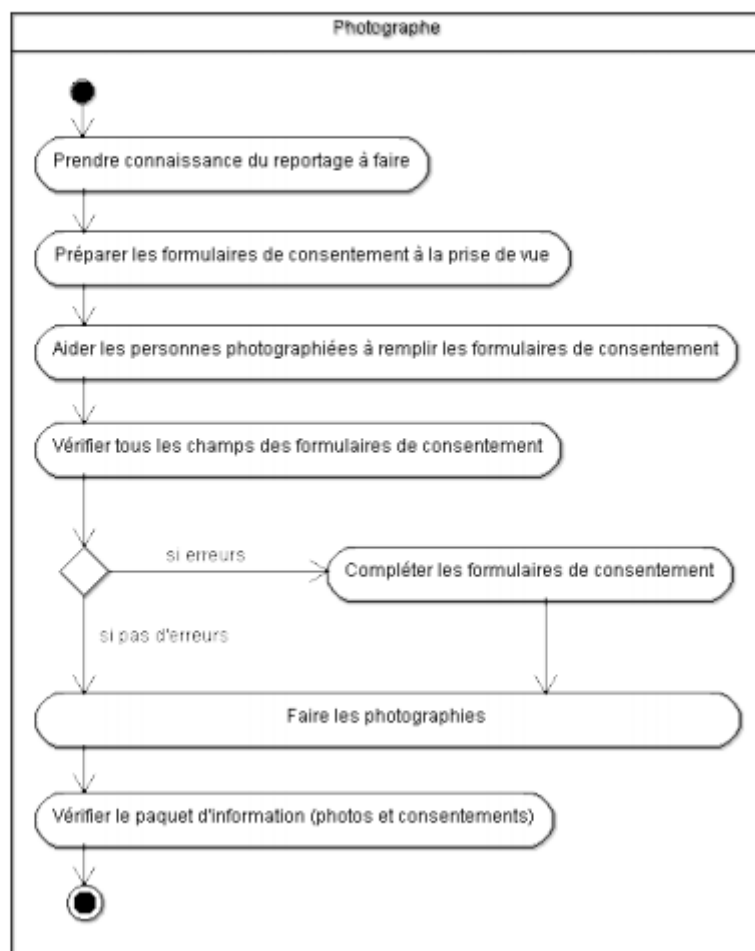 Photographe
Prendre connaissance du reportage à faire
Préparer les formulaires de consentement à la prise de vue
Aider les personnes photographiées à remplir les formulaires de consentement
Vérifier tous les champs des formulaires de consentement
si erreurs
Compléter les formulaires de consentement
si pas d'erreurs
Faire les photographies
Vérifier le paquet d'information (photos et consentements)